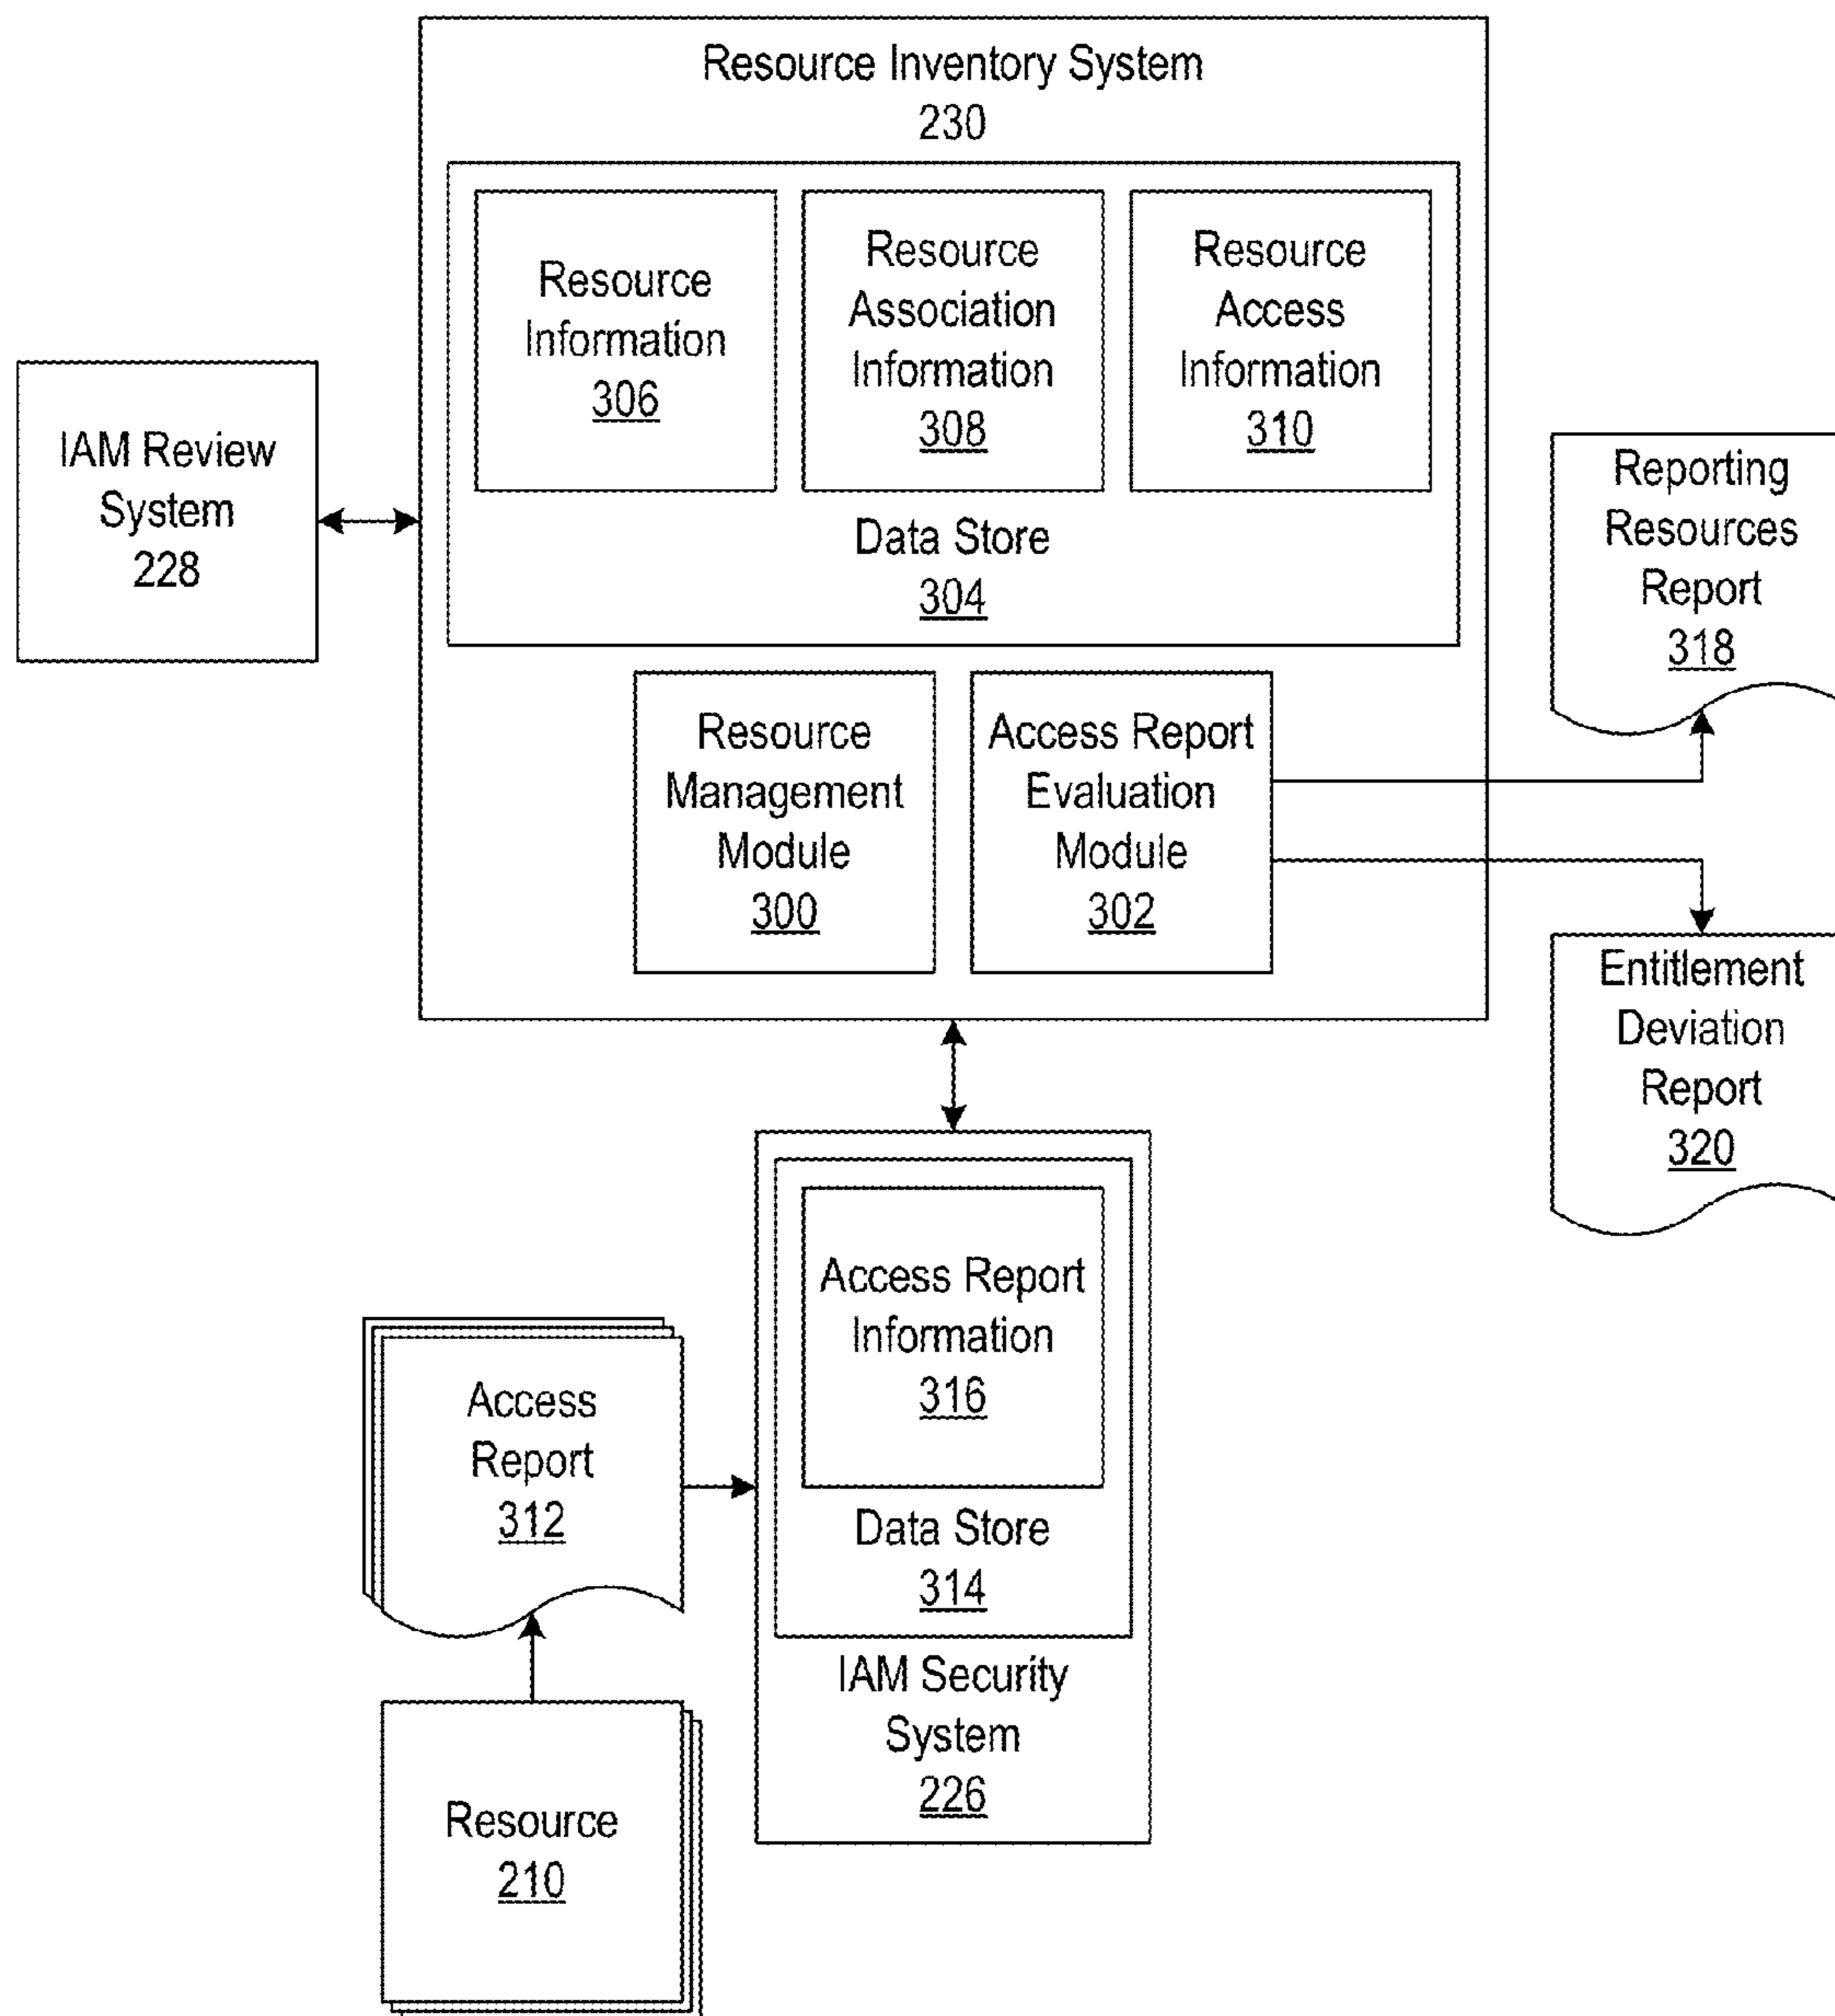 Resource Inventory System
230
Resource
Information
306
Resource
Association
Information
308
Resource
Access
Information
310
Data Store
304
IAM Review
System
228
Resource
Management
Module
300
Access Report
Evaluation
Module
302
Reporting
Resources
Report
318
Entitlement
Deviation
Report
320
Access Report
Information
316
Data Store
314
IAM Security
System
226
Access
Report
312
Resource
210